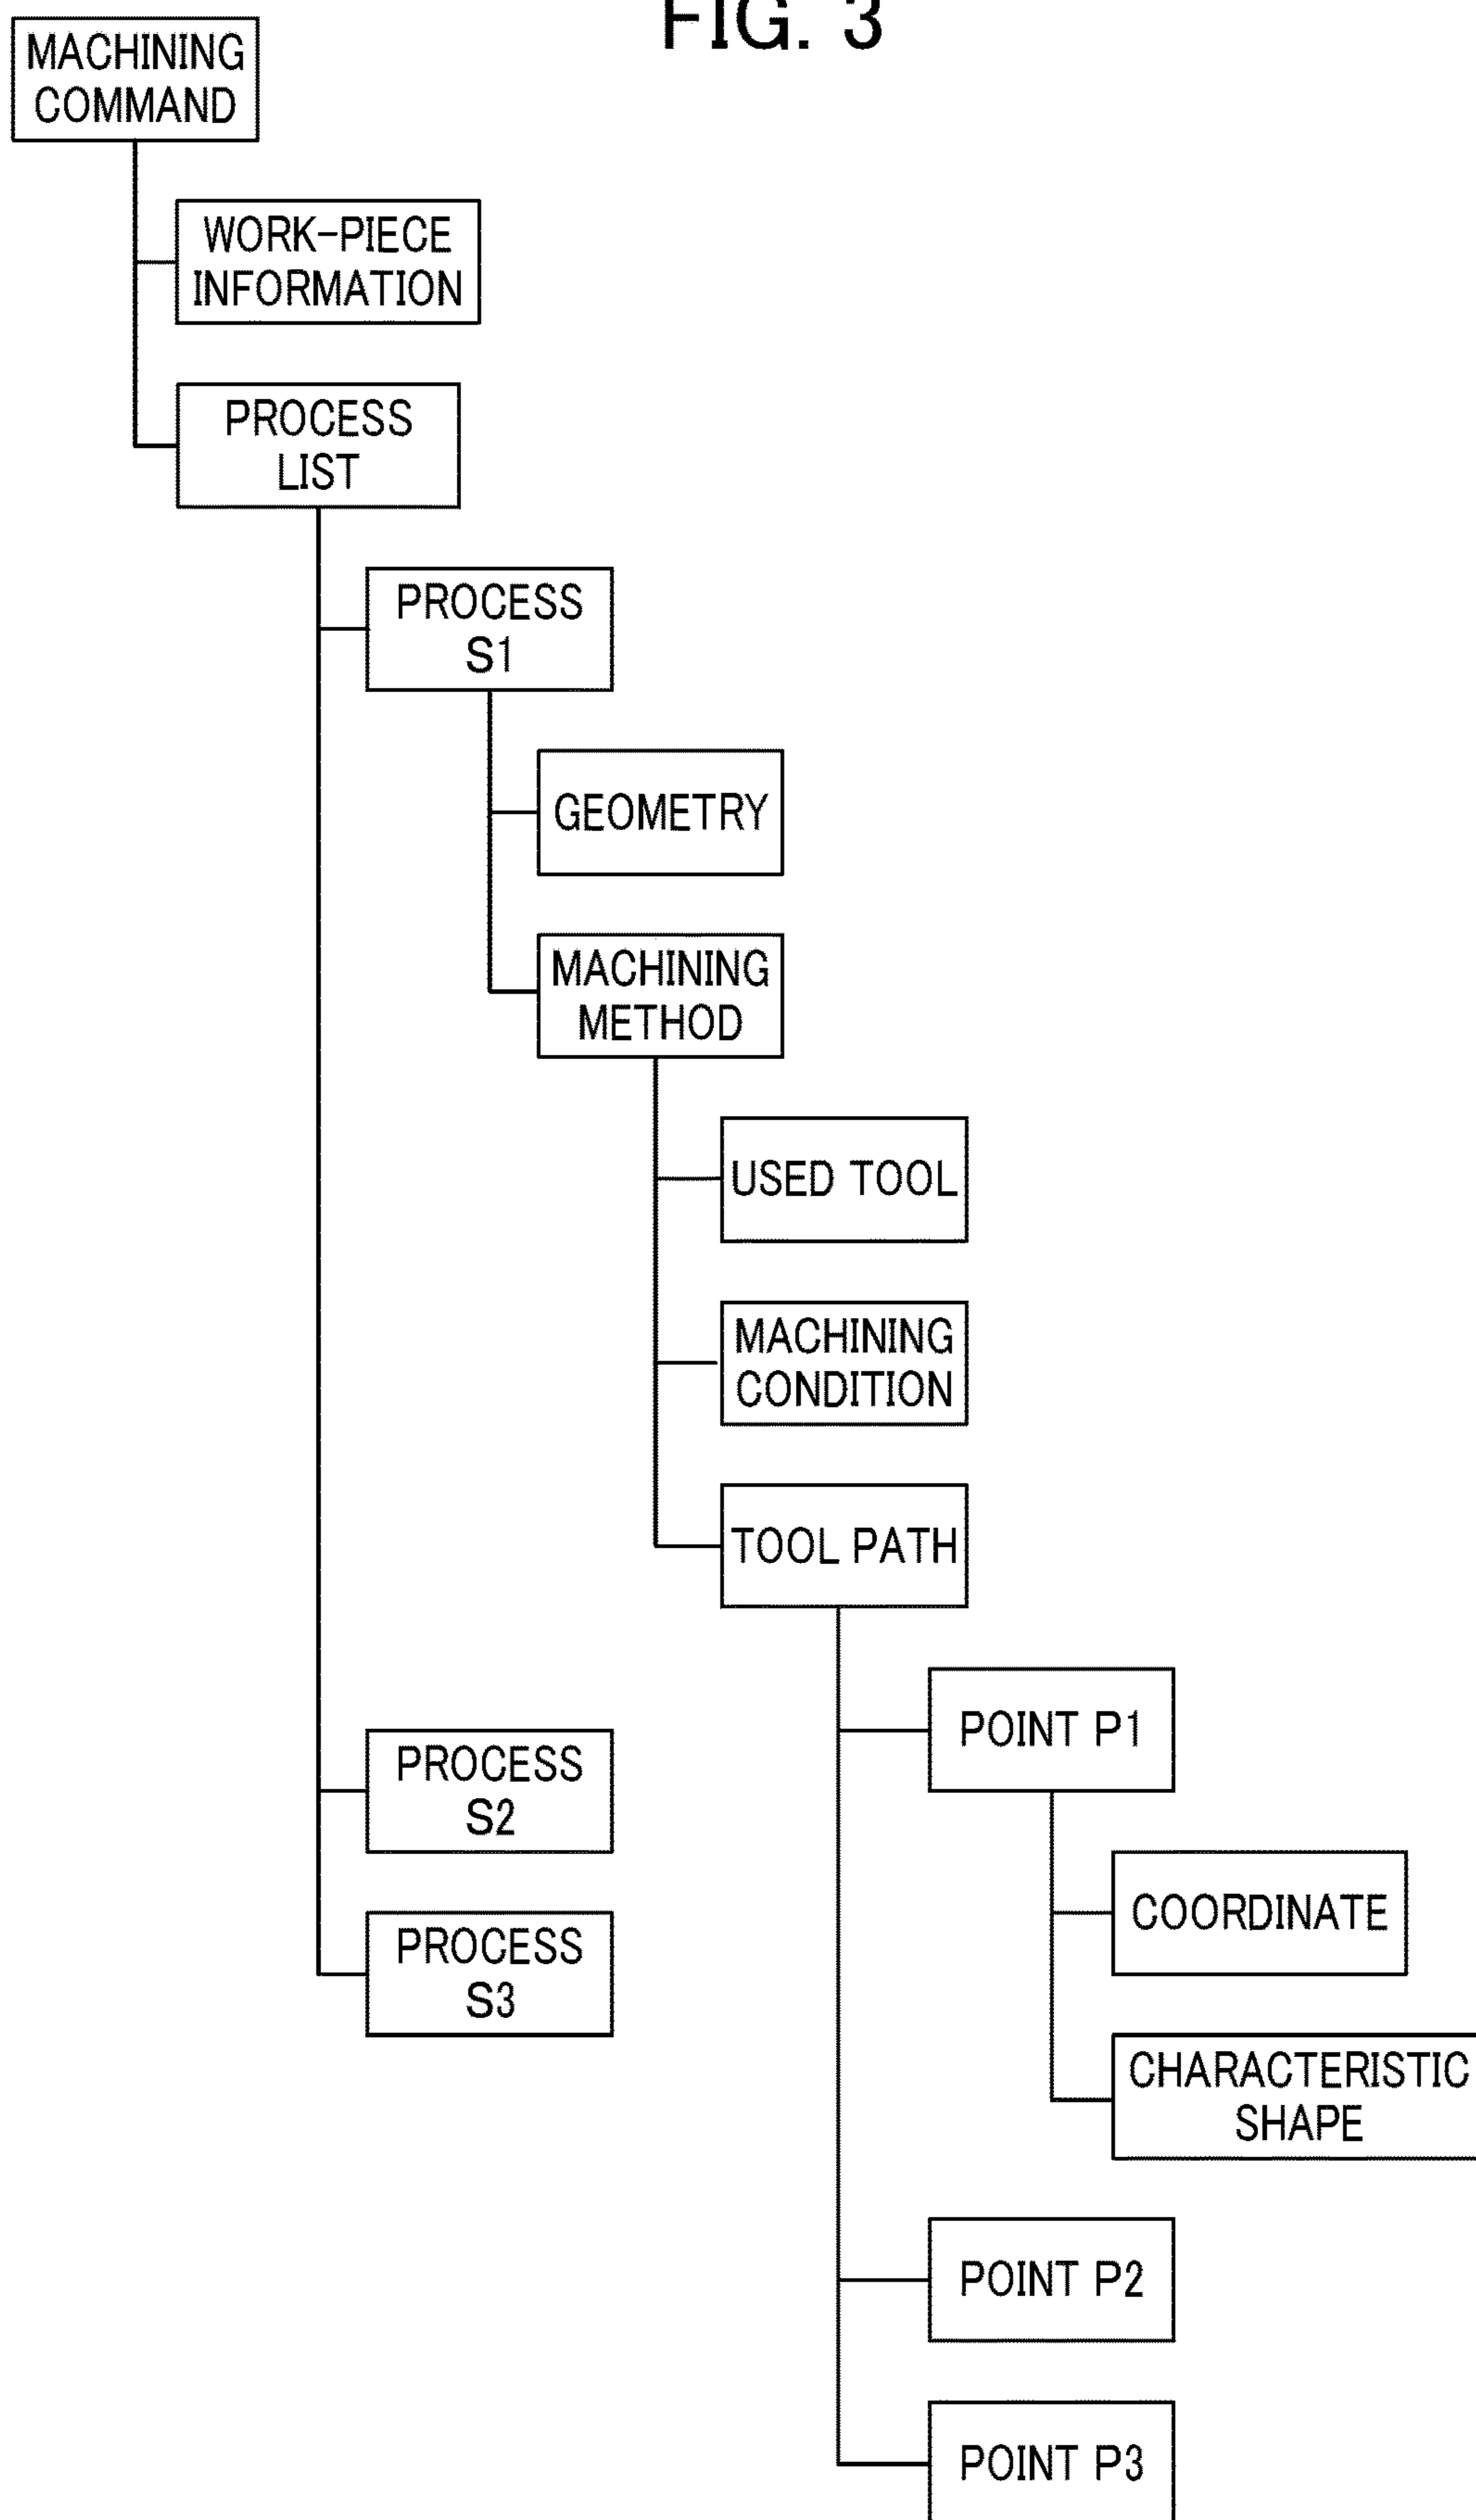 FIG. 3
MACHINING
COMMAND
WORK-PIECE
INFORMATION
PROCESS
LIST
PROCESS
S1
GEOMETRY
MACHINING
METHOD
USED TOOL
MACHINING
CONDITION
TOOL PATH
POINT P1
PROCESS
S2
COORDINATE
PROCESS
S3
CHARACTERISTIC
SHAPE
POINT P2
POINT P3